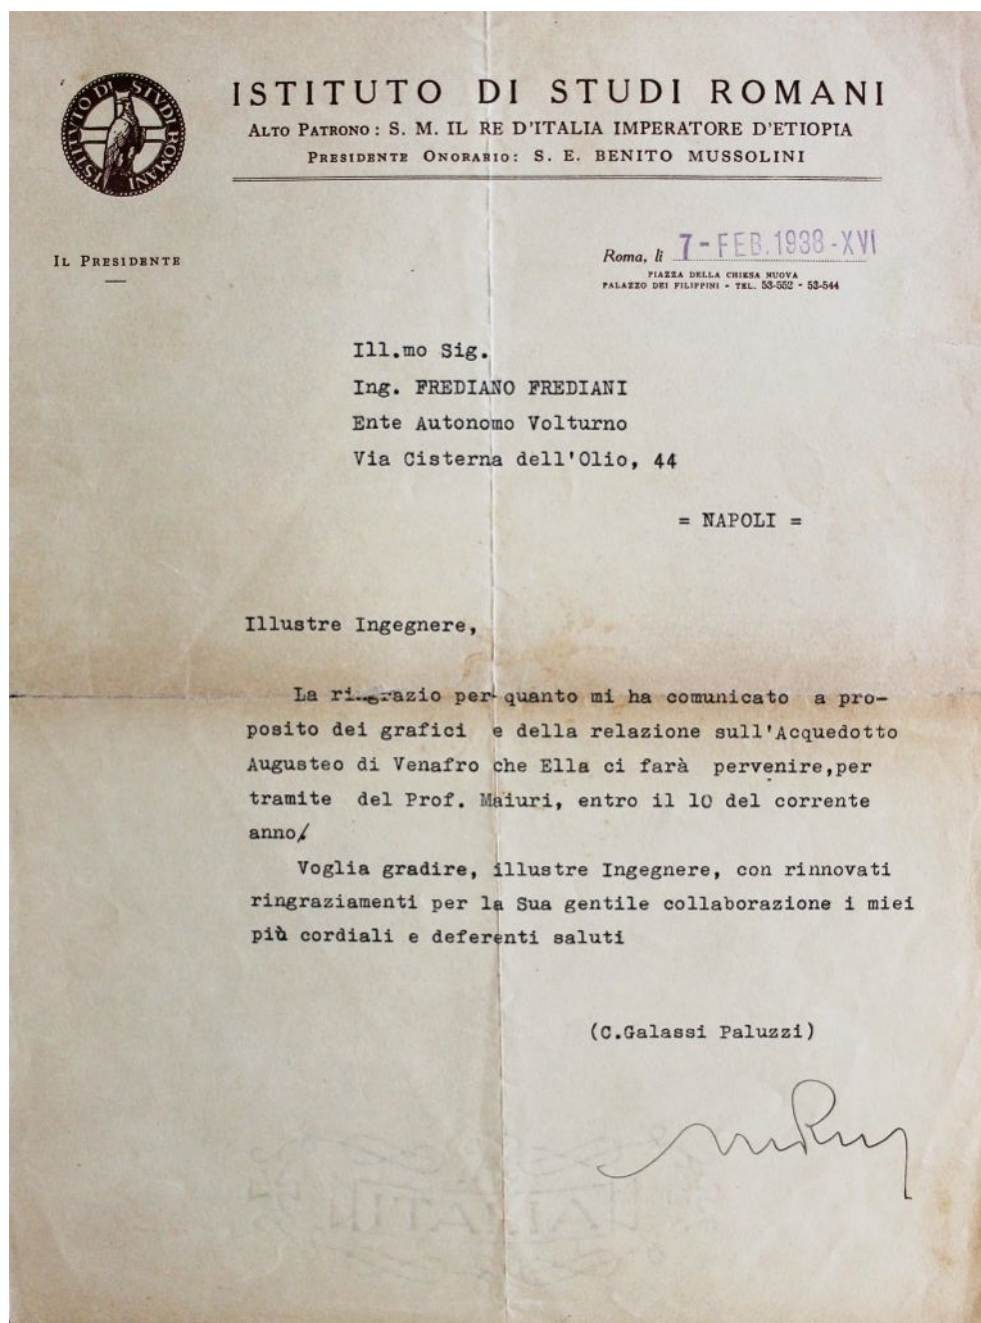 ISTITUTO DI STUDI ROMANI
ISTITUTO DI STUDI ROMANI
ALTO PATRONO: S. M. IL RE D'ITALIA IMPERATORE D'ETIOPIA
PRESIDENTE ONORARIO: S. E. BENITO MUSSOLINI
IL PRESIDENTE
Roma, li 7-FEB.1938-XVI
PIAZZA DELLA CHIESA NUOVA
PALAZZO DEI FILIPPINI - TEL. 53-552 - 53-544
Ill.mo Sig.
Ing. FREDIANO FREDIANI
Ente Autonomo Volturno
Via Cisterna dell'Olio, 44
= NAPOLI =
Illustre Ingegnere,
La ringrazio per quanto mi ha comunicato a pro-
posito dei grafici e della relazione sull'Acquedotto
Augusteo di Venafro che Ella ci farà pervenire,per
tramite del Prof. Maiuri, entro il 10 del corrente
anno/
Voglia gradire, illustre Ingegnere, con rinnovati
ringraziamenti per la Sua gentile collaborazione i miei
più cordiali e deferenti saluti
(C.Galassi Paluzzi)